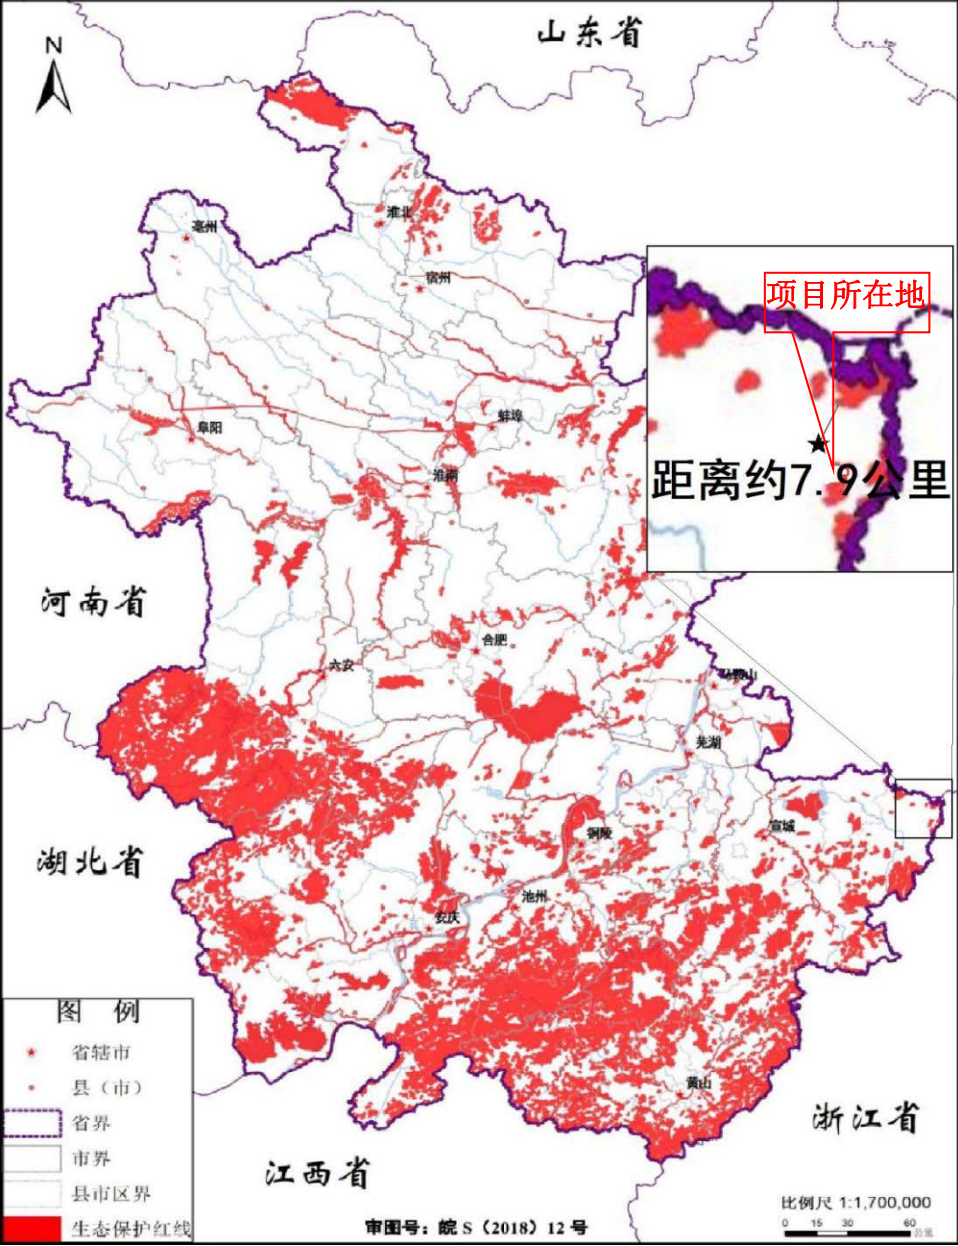 山东省
N
淮北
亳州
宿州
项目所在地
蚌埠
阜阳
淮南
距离约7.9公里
河南省
合肥
六安
马鞍山
芜湖
宣城
铜陵
湖北省
池州
安庆
图 例
省辖市
县（市）
黄山
省界
浙江省
市界
江西省
县市区界
比例尺 1:1,700,000
0 15 30 60
公里
生态保护红线
审图号：皖 S（2018）12 号